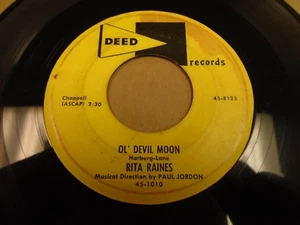 DEED
records
Chappell
(ASCAP) 2:20
45-8125
OL' DEVIL MOON
Harburg-Lane
RITA RAINES
Musical Direction by PAUL JORDON
45-1010